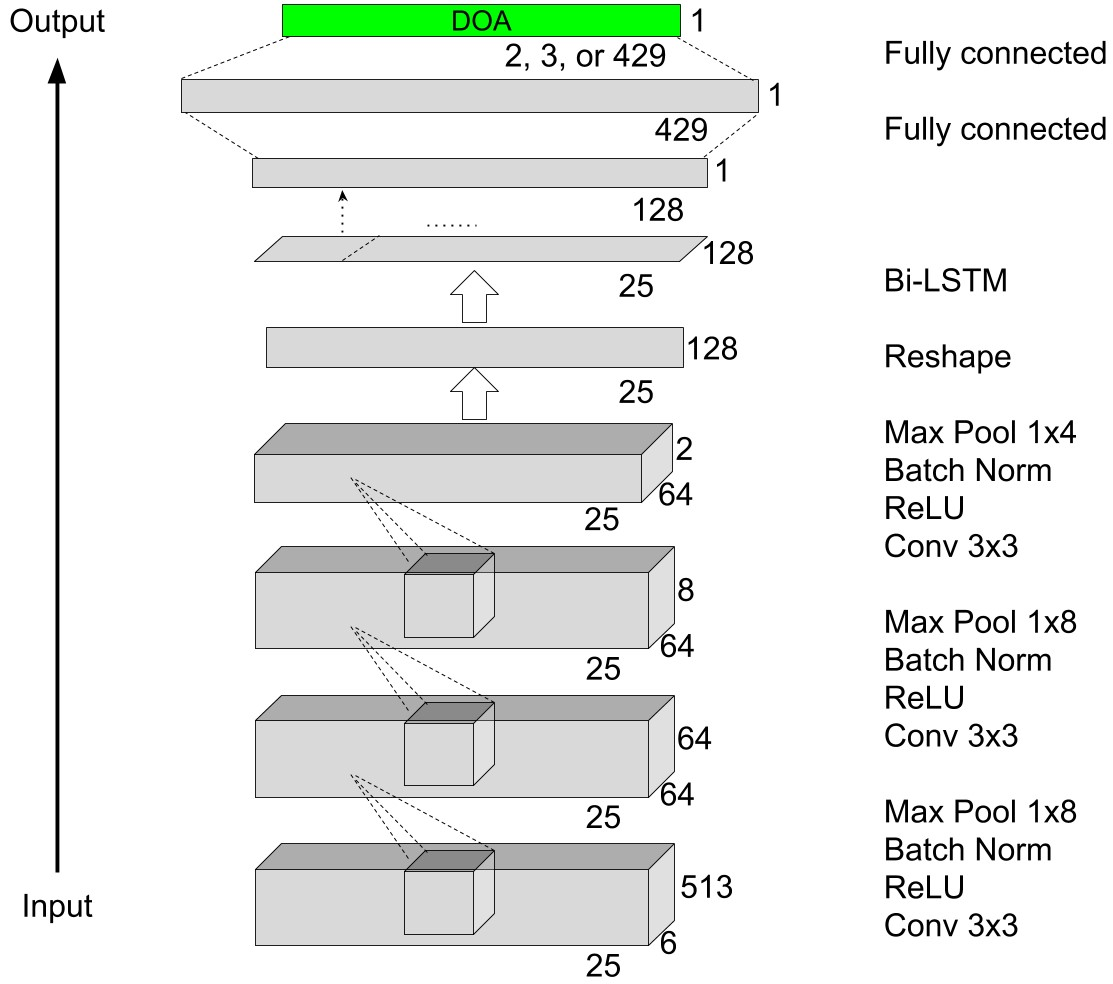 Output
DOA
1
2, 3, or 429
Fully connected
1
429
Fully connected
1
128
.......
128
25
Bi-LSTM
128
Reshape
25
2
64
25
Max Pool 1x4
Batch Norm
ReLU
Conv 3x3
8
64
25
Max Pool 1x8
Batch Norm
ReLU
Conv 3x3
64
64
25
Max Pool 1x8
Batch Norm
ReLU
Conv 3x3
513
6
25
Input